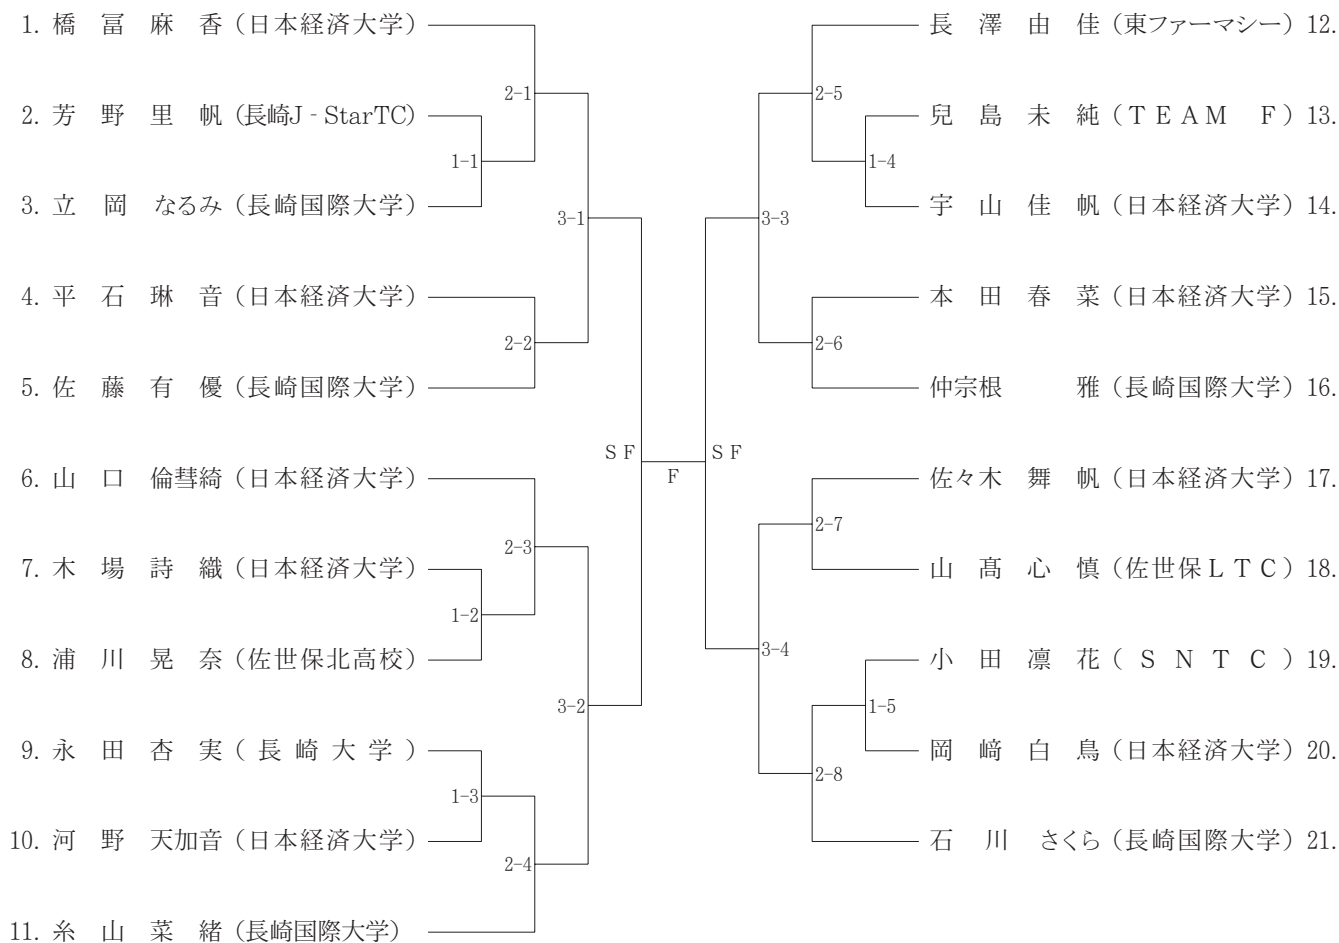 1. 橋 冨 麻 香 (日本経済大学)
2. 芳 野 里 帆 (長崎J‐StarTC)
3. 立 岡 なるみ (長崎国際大学)
4. 平 石 琳 音 (日本経済大学)
5. 佐 藤 有 優 (長崎国際大学)
6. 山 口 倫彗綺 (日本経済大学)
7. 木 場 詩 織 (日本経済大学)
8. 浦 川 晃 奈 (佐世保北高校)
9. 永 田 杏 実 (長 崎 大 学)
10. 河 野 天加音 (日本経済大学)
11. 糸 山 菜 緒 (長崎国際大学)
1-1
1-2
1-3
2-1
2-2
2-3
2-4
3-1
3-2
S F
F
S F
3-3
3-4
2-5
2-6
2-7
2-8
1-4
1-5
長 澤 由 佳 (東ファーマシー) 12.
兒 島 未 純 (T E A M F) 13.
宇 山 佳 帆 (日本経済大学) 14.
本 田 春 菜 (日本経済大学) 15.
仲宗根 雅 (長崎国際大学) 16.
佐々木 舞 帆 (日本経済大学) 17.
山 髙 心 慎 (佐世保L T C) 18.
小 田 凛 花 ( S N T C ) 19.
岡 﨑 白 鳥 (日本経済大学) 20.
石 川 さくら (長崎国際大学) 21.